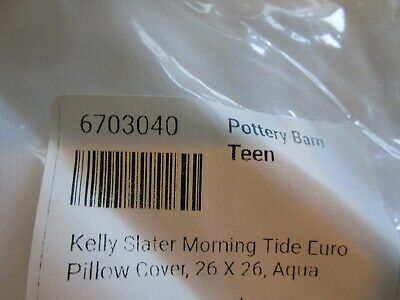 6703040
Pottery Barn
Teen
Kelly Slater Morning Tide Euro
Pillow Cover, 26 X 26, Aqua